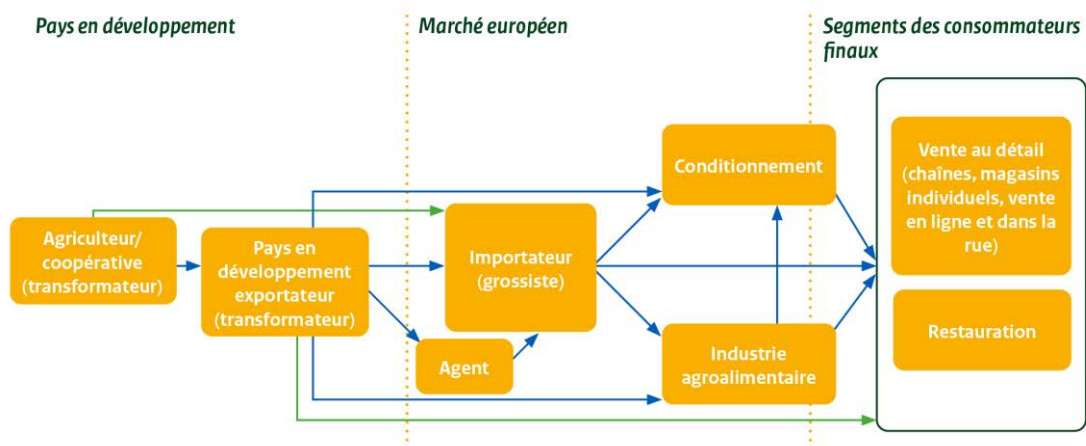 Pays en développement
Marché européen
Segments des consommateurs
finaux
Agriculteur/
coopérative
(transformateur)
Pays en
développement
exportateur
(transformateur)
Importateur
(grossiste)
Agent
Conditionnement
Industrie
agroalimentaire
Vente au détail
(chaînes, magasins
individuels, vente
en ligne et dans la
rue)
Restauration